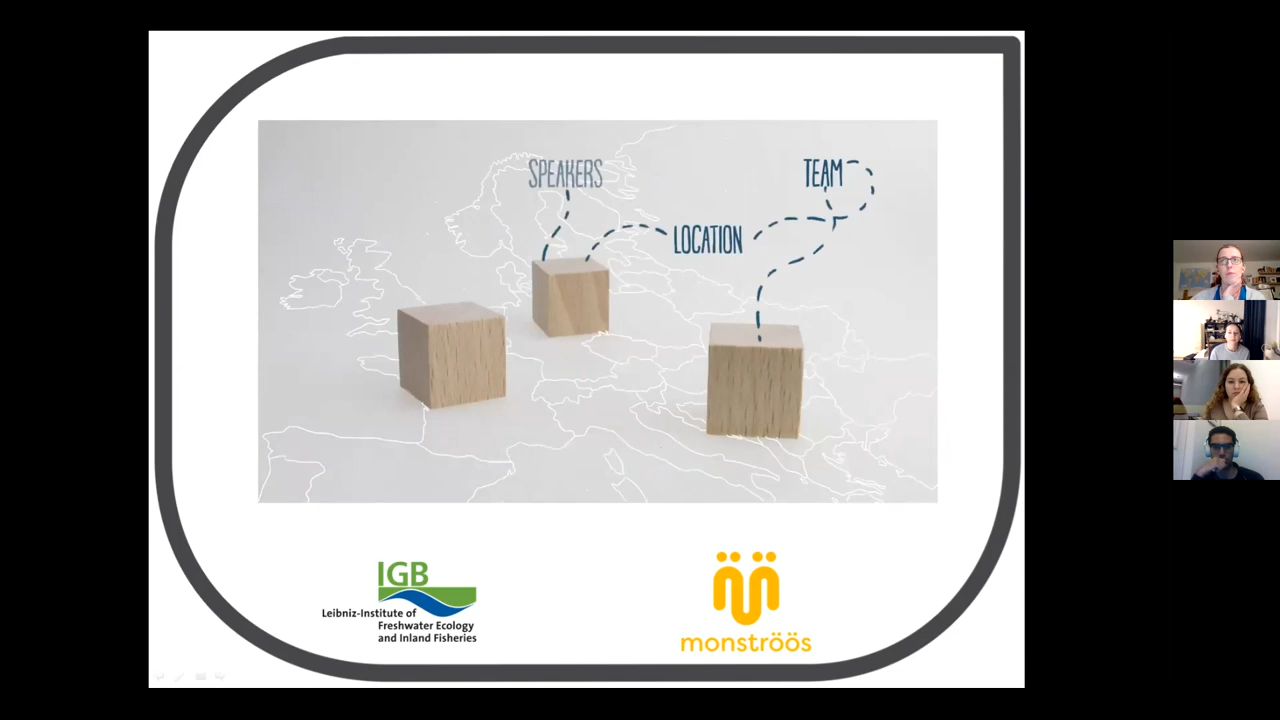 SPEAKERS
TEAM
LOCATION
IGB
Leibniz-Institute of
Freshwater Ecology
and Inland Fisheries
monströös